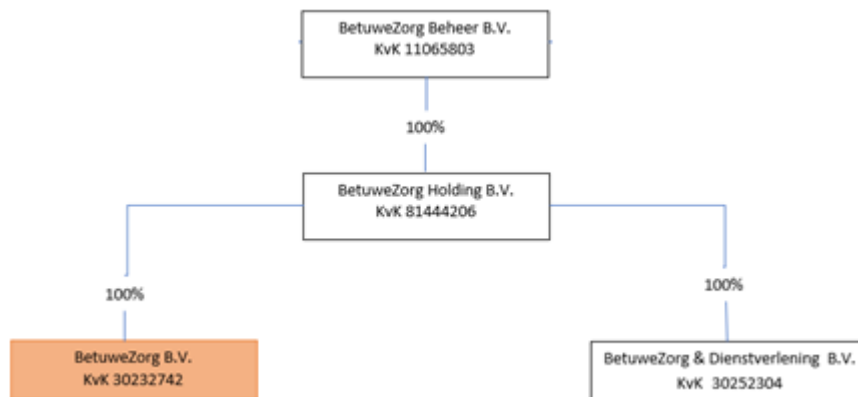 BetuweZorg Beheer B.V.
KvK 11065803
100%
BetuweZorg Holding B.V.
KvK 81444206
100%
100%
BetuweZorg B.V.
KvK 30232742
BetuweZorg & Dienstverlening B.V.
KvK 30252304